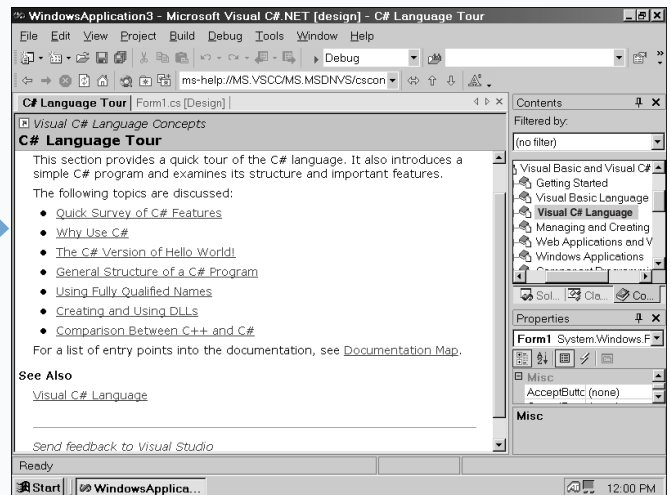 WindowsApplication3 - Microsoft Visual C#.NET [design] - C# Language Tour
File Edit View Project Build Debug Tools Window Help
Debug
ms-help://MS.VSCC/MS.MSDNVS/cscon
C# Language Tour Form1.cs [Design]
Visual C# Language Concepts
C# Language Tour
This section provides a quick tour of the C# language. It also introduces a
simple C# program and examines its structure and important features.
The following topics are discussed:
Quick Survey of C# Features
Why Use C#
The C# Version of Hello World!
General Structure of a C# Program
Using Fully Qualified Names
Creating and Using DLLs
Comparison Between C++ and C#
For a list of entry points into the documentation, see Documentation Map.
See Also
Visual C# Language
Send feedback to Visual Studio
Contents
Filtered by:
(no filter)
Visual Basic and Visual C#
Getting Started
Visual Basic Language
Visual C# Language
Managing and Creating
Web Applications and V
Windows Applications
Sol... Cla... Co...
Properties
Form1 System.Windows.F
Misc
AcceptButtc (none)
Misc
Ready
Start WindowsApplica... 12:00 PM